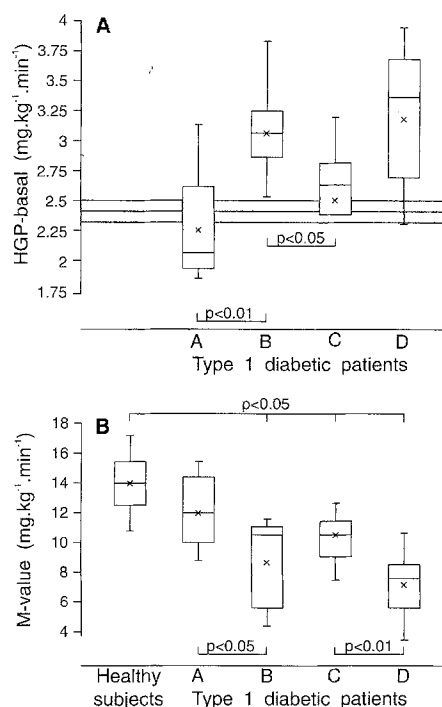 A
HGP-basal (mg.kg⁻¹.min⁻¹)
4
3.75
3.5
3.25
3
2.75
2.5
2.25
2
1.75
p<0.05
p<0.01
A B C D
Type 1 diabetic patients
B
M-value (mg.kg⁻¹.min⁻¹)
18
16
14
12
10
8
6
4
p<0.05
p<0.05
p<0.01
Healthy subjects
A B C D
Type 1 diabetic patients